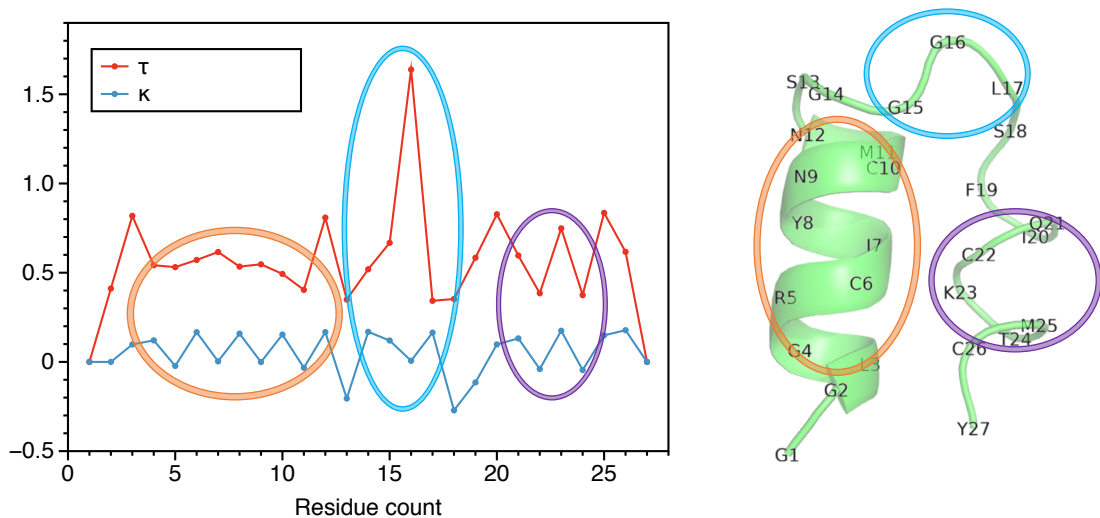 τ
κ
1.5
1.0
0.5
0
−0.5
0
5
10
15
20
25
Residue count
G16
S13
G14
G15
L17
N12
S18
M11
C10
N9
F19
Y8
Q21
I20
I7
C22
C6
R5
K23
M25
T24
G4
C26
L3
G2
Y27
G1